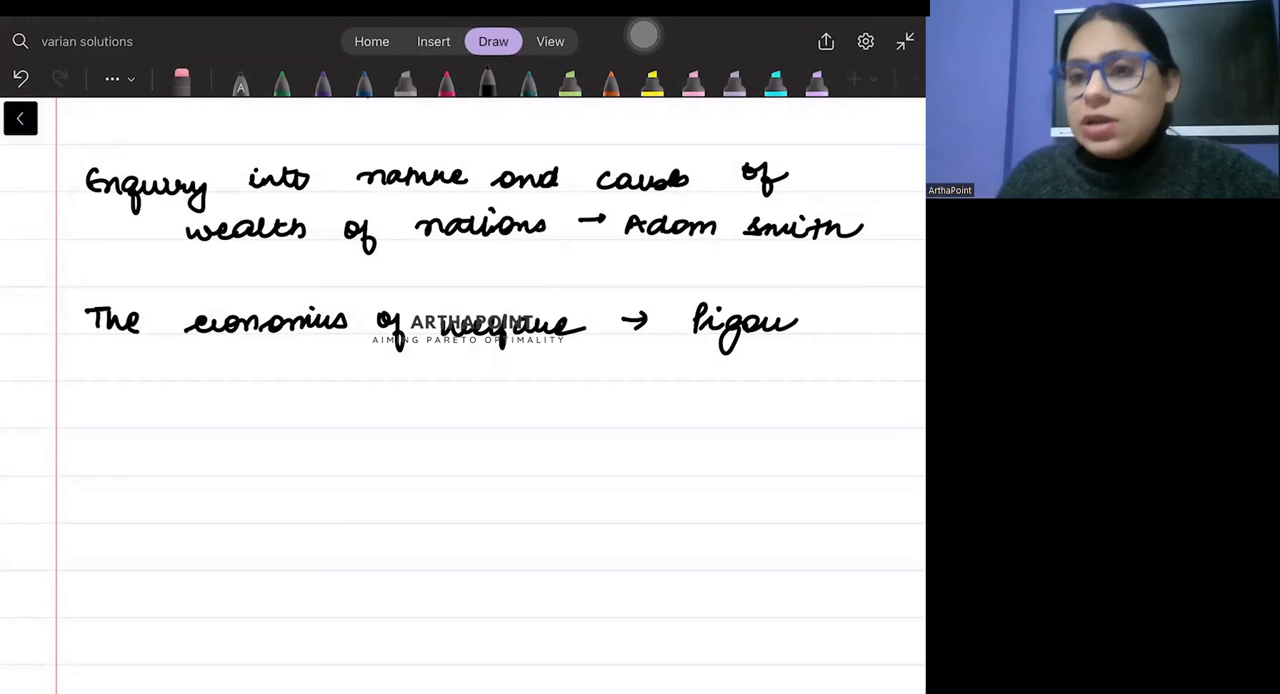 varian solutions
Home Insert Draw View
A
Enquiry into nature and causes of
wealth of nations → Adam Smith
The economics of welfare → Pigou
ARTHAPOINT
AIMING PARETO OPTIMALITY
ArthaPoint